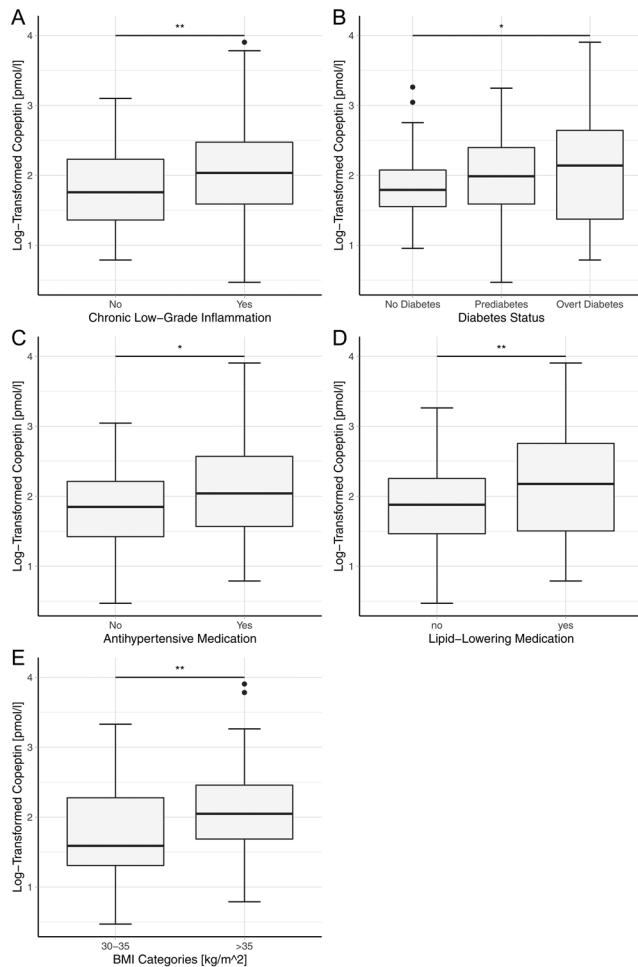 A
**
4
3
2
1
Log-Transformed Copeptin [pmol/l]
No
Yes
Chronic Low-Grade Inflammation
B
*
4
3
2
1
Log-Transformed Copeptin [pmol/l]
No Diabetes
Prediabetes
Overt Diabetes
Diabetes Status
C
*
4
3
2
1
Log-Transformed Copeptin [pmol/l]
No
Yes
Antihypertensive Medication
D
**
4
3
2
1
Log-Transformed Copeptin [pmol/l]
no
yes
Lipid-Lowering Medication
E
**
4
3
2
1
Log-Transformed Copeptin [pmol/l]
30-35
>35
BMI Categories [kg/m^2]